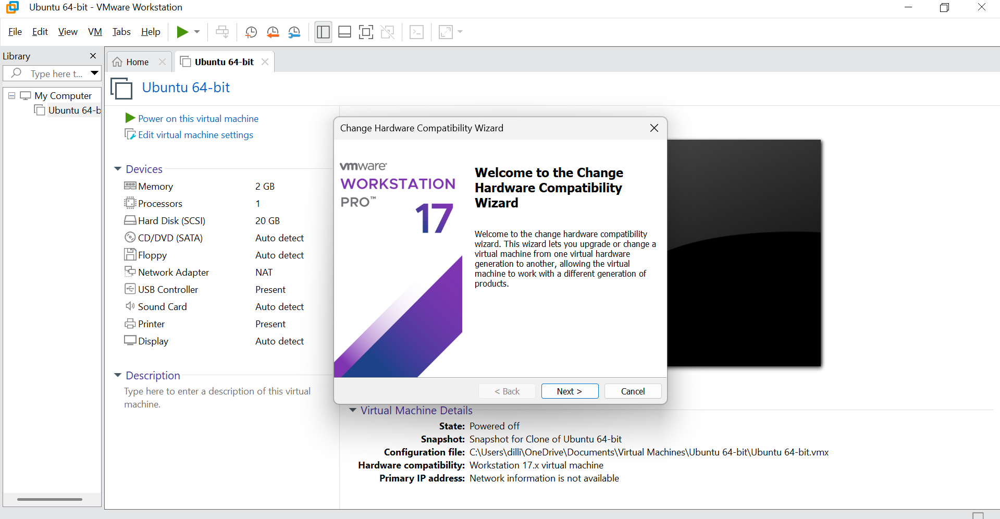 Ubuntu 64-bit - VMware Workstation
File Edit View VM Tabs Help
Library
Type here t...
My Computer
Ubuntu 64-b
Home
Ubuntu 64-bit
Ubuntu 64-bit
Power on this virtual machine
Edit virtual machine settings
Devices
Memory 2 GB
Processors 1
Hard Disk (SCSI) 20 GB
CD/DVD (SATA) Auto detect
Floppy Auto detect
Network Adapter NAT
USB Controller Present
Sound Card Auto detect
Printer Present
Display Auto detect
Description
Type here to enter a description of this virtual
machine.
Change Hardware Compatibility Wizard
vmware®
WORKSTATION
PRO™
17
Welcome to the Change
Hardware Compatibility
Wizard
Welcome to the change hardware compatibility
wizard. This wizard lets you upgrade or change a
virtual machine from one virtual hardware
generation to another, allowing the virtual
machine to work with a different generation of
products.
< Back Next > Cancel
Virtual Machine Details
State: Powered off
Snapshot: Snapshot for Clone of Ubuntu 64-bit
Configuration file: C:\Users\dilli\OneDrive\Documents\Virtual Machines\Ubuntu 64-bit\Ubuntu 64-bit.vmx
Hardware compatibility: Workstation 17.x virtual machine
Primary IP address: Network information is not available